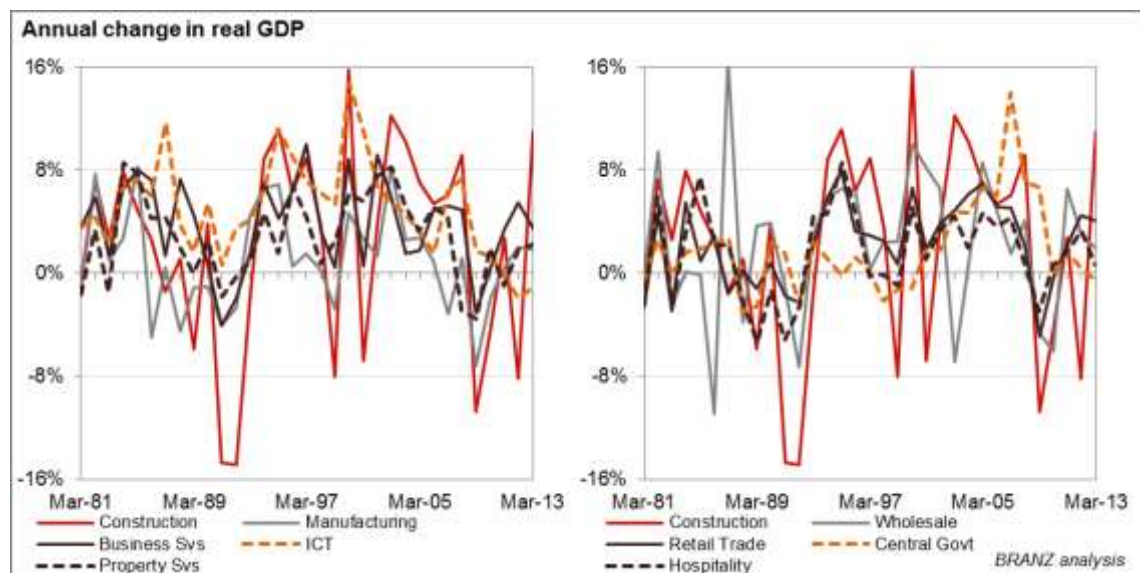 Annual change in real GDP
16%
8%
0%
-8%
-16%
Mar-81 Mar-89 Mar-97 Mar-05 Mar-13
Construction Manufacturing
Business Svs ICT
Property Svs
16%
8%
0%
-8%
-16%
Mar-81 Mar-89 Mar-97 Mar-05 Mar-13
Construction Wholesale
Retail Trade Central Govt
Hospitality
BRANZ analysis